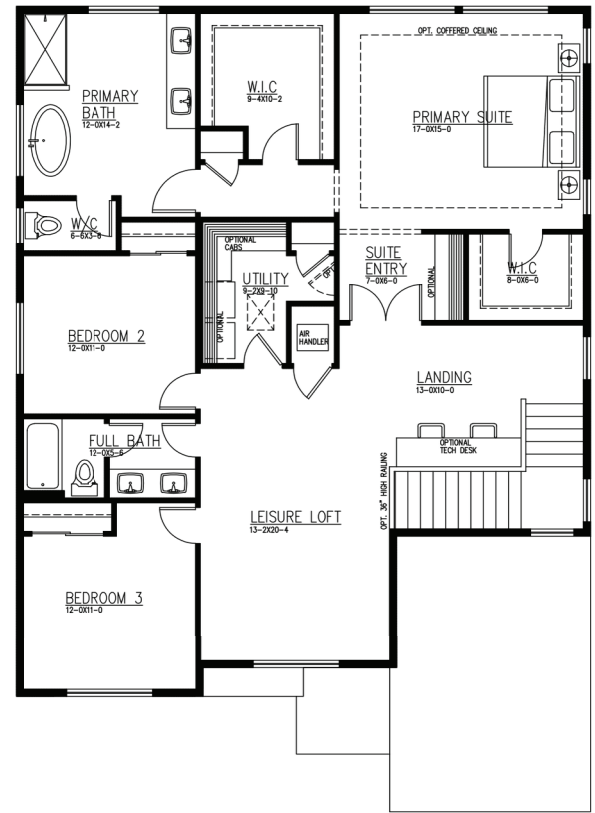 OPT. COFFERED CEILING
PRIMARY
BATH
12-0X14-2
W.I.C
9-4X10-2
PRIMARY SUITE
17-0X15-0
W/C
6-6X3-8
OPTIONAL
CABS
UTILITY
9-2X9-10
OPT
SUITE
ENTRY
7-0X6-0
OPTIONAL
W.I.C
8-0X6-0
OPTIONAL
AIR
HANDLER
BEDROOM 2
12-0X11-0
LANDING
13-0X10-0
FULL BATH
12-0X5-6
OPTIONAL
TECH DESK
OPT. 36" HIGH RAILING
LEISURE LOFT
13-2X20-4
BEDROOM 3
12-0X11-0